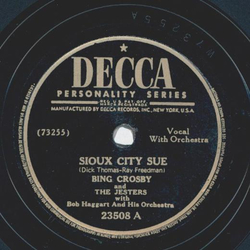 DECCA
PERSONALITY SERIES
REG. U.S. PAT. OFF.
MANUFACTURED BY DECCA RECORDS, INC., NEW YORK, U.S.A.
(73255)
Vocal
With Orchestra
SIOUX CITY SUE
(Dick Thomas-Ray Freedman)
BING CROSBY
and
THE JESTERS
with
Bob Haggart And His Orchestra
23508 A